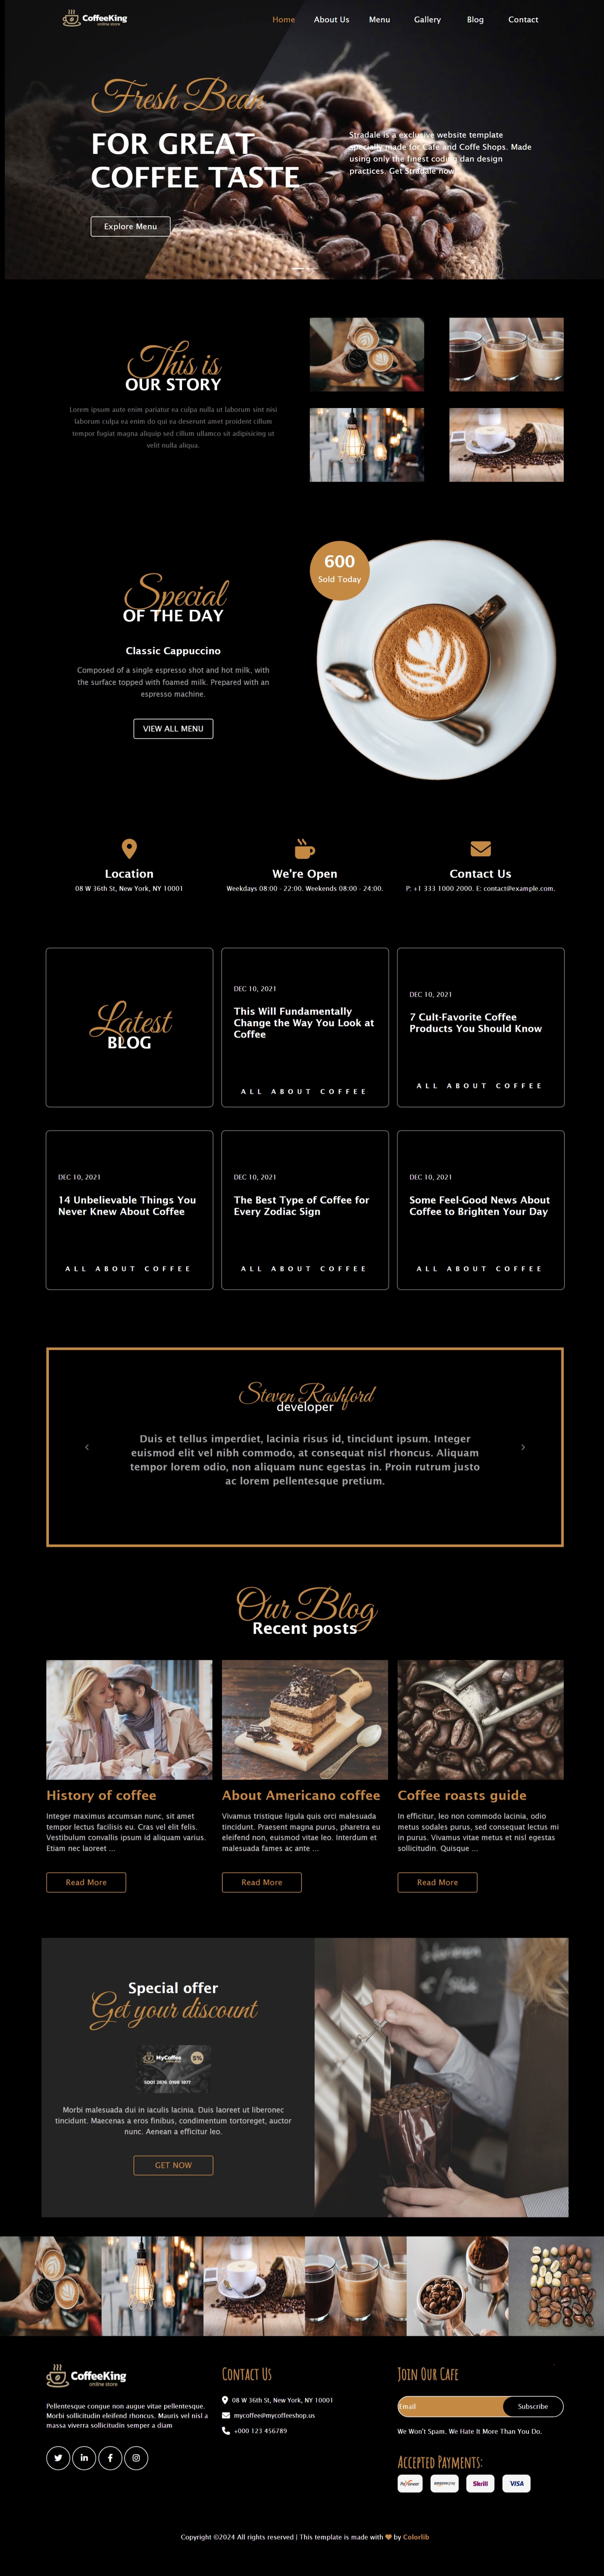 CoffeeKing
online store
Home About Us Menu Gallery Blog Contact
Fresh Bean
FOR GREAT
COFFEE TASTE
Stradale is a exclusive website template
specially made for Cafe and Coffe Shops. Made
using only the finest coding dan design
practices. Get Stradale now.
Explore Menu
This is
OUR STORY
Lorem ipsum aute enim pariatur ea culpa nulla ut laborum sint nisi
laborum culpa ea enim do qui ea deserunt amet proident cillum
tempor fugiat magna aliquip sed cillum ullamco sit adipisicing ut
velit nulla aliqua.
600
Sold Today
Special
OF THE DAY
Classic Cappuccino
Composed of a single espresso shot and hot milk, with
the surface topped with foamed milk. Prepared with an
espresso machine.
VIEW ALL MENU
Location
08 W 36th St, New York, NY 10001
We're Open
Weekdays 08:00 - 22:00. Weekends 08:00 - 24:00.
Contact Us
P: +1 333 1000 2000. E: contact@example.com.
Latest
BLOG
DEC 10, 2021
This Will Fundamentally
Change the Way You Look at
Coffee
ALL ABOUT COFFEE
DEC 10, 2021
7 Cult-Favorite Coffee
Products You Should Know
ALL ABOUT COFFEE
DEC 10, 2021
14 Unbelievable Things You
Never Knew About Coffee
ALL ABOUT COFFEE
DEC 10, 2021
The Best Type of Coffee for
Every Zodiac Sign
ALL ABOUT COFFEE
DEC 10, 2021
Some Feel-Good News About
Coffee to Brighten Your Day
ALL ABOUT COFFEE
Steven Rashford
developer
Duis et tellus imperdiet, lacinia risus id, tincidunt ipsum. Integer
euismod elit vel nibh commodo, at consequat nisl rhoncus. Aliquam
tempor lorem odio, non aliquam nunc egestas in. Proin rutrum justo
ac lorem pellentesque pretium.
Our Blog
Recent posts
History of coffee
Integer maximus accumsan nunc, sit amet
tempor lectus facilisis eu. Cras vel elit felis.
Vestibulum convallis ipsum id aliquam varius.
Etiam nec laoreet ...
Read More
About Americano coffee
Vivamus tristique ligula quis orci malesuada
tincidunt. Praesent magna purus, pharetra eu
eleifend non, euismod vitae leo. Interdum et
malesuada fames ac ante ...
Read More
Coffee roasts guide
In efficitur, leo non commodo lacinia, odio
metus sodales purus, sed consequat lectus mi
in purus. Vivamus vitae metus et nisl egestas
sollicitudin. Quisque ...
Read More
Special offer
Get your discount
MyCoffee
5%
5D01 2876 0198 1877
Morbi malesuada dui in iaculis lacinia. Duis laoreet ut liberonec
tincidunt. Maecenas a eros finibus, condimentum tortoreget, auctor
nunc. Aenean a efficitur leo.
GET NOW
CoffeeKing
online store
Pellentesque congue non augue vitae pellentesque.
Morbi sollicitudin eleifend rhoncus. Mauris vel nisl a
massa viverra sollicitudin semper a diam
Contact Us
08 W 36th St, New York, NY 10001
mycoffee@mycoffeeshop.us
+000 123 456789
Join Our Cafe
Email Subscribe
We Won't Spam. We Hate It More Than You Do.
Accepted Payments:
Payoneer
Skrill
VISA
Copyright ©2024 All rights reserved | This template is made with by Colorlib